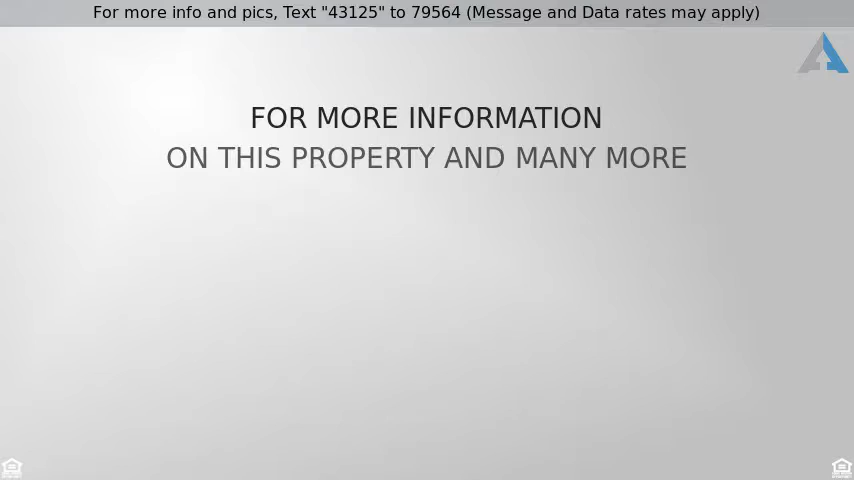 For more info and pics, Text "43125" to 79564 (Message and Data rates may apply)
FOR MORE INFORMATION
ON THIS PROPERTY AND MANY MORE